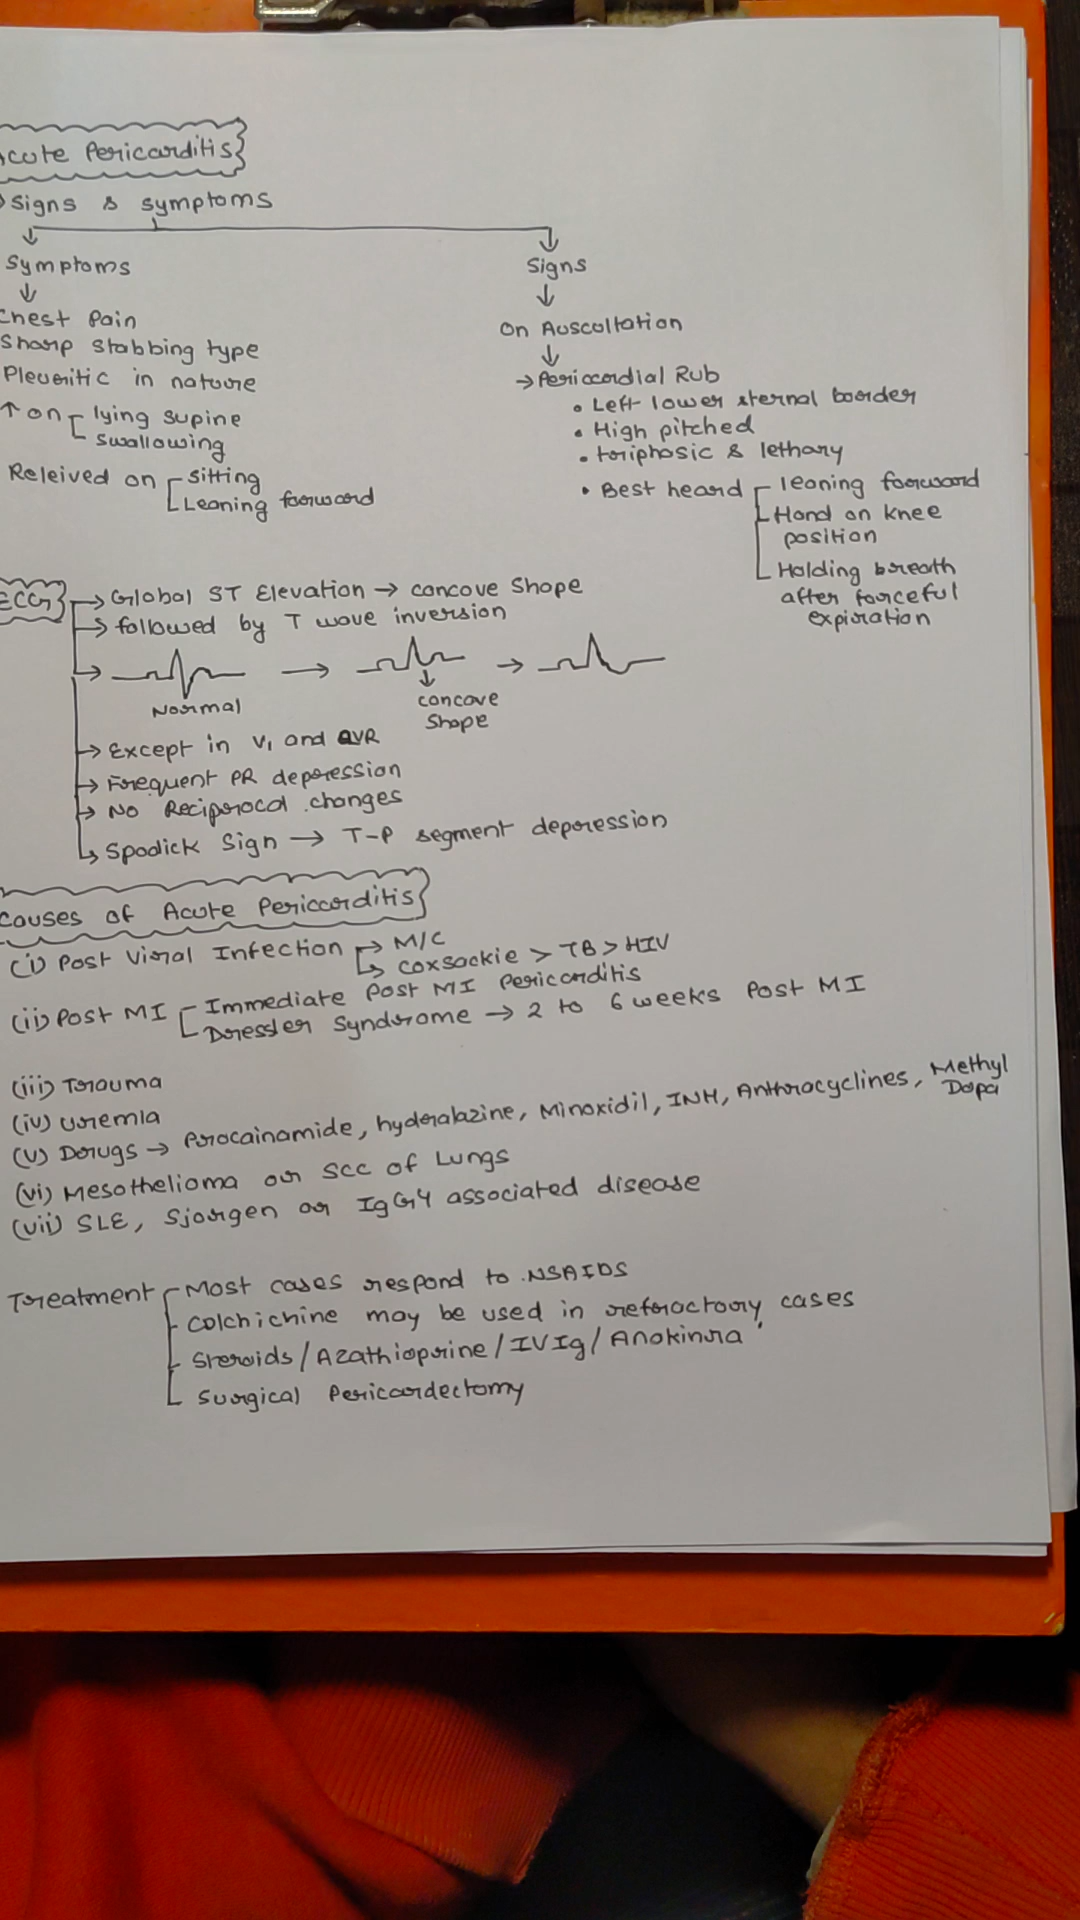 Acute Pericarditis
Signs & symptoms
Symptoms
Chest Pain
Sharp stabbing type
Pleuritic in nature
↑ on lying supine
swallowing
Releived on sitting
Leaning forward
Signs
On Auscultation
→ Pericardial Rub
• Left lower sternal border
• High pitched
• triphasic & lethary
• Best heard leaning forward
Hand on knee
position
Holding breath
after forceful
expiration
ECG → Global ST Elevation → concave Shape
→ followed by T wave inversion
→ → →
Normal
concave
Shape
→ Except in V1 and aVR
→ Frequent PR depression
→ No Reciprocal changes
→ Spodick Sign → T-P segment depression
Causes of Acute Pericarditis
(i) Post Viral Infection → M/C
→ coxsackie > TB > HIV
(ii) Post MI Immediate Post MI Pericarditis
Dressler Syndrome → 2 to 6 weeks Post MI
(iii) Trauma
(iv) uremia
(v) Drugs → Procainamide, hyderalazine, Minoxidil, INH, Anthracyclines, Methyl
Dopa
(vi) Mesothelioma or SCC of Lungs
(vii) SLE, Sjorgen or IgG4 associated disease
Treatment Most cases respond to NSAIDS
Colchichine may be used in refractory cases
Steroids / Azathioprine / IVIg / Anakinra
Surgical Pericardectomy